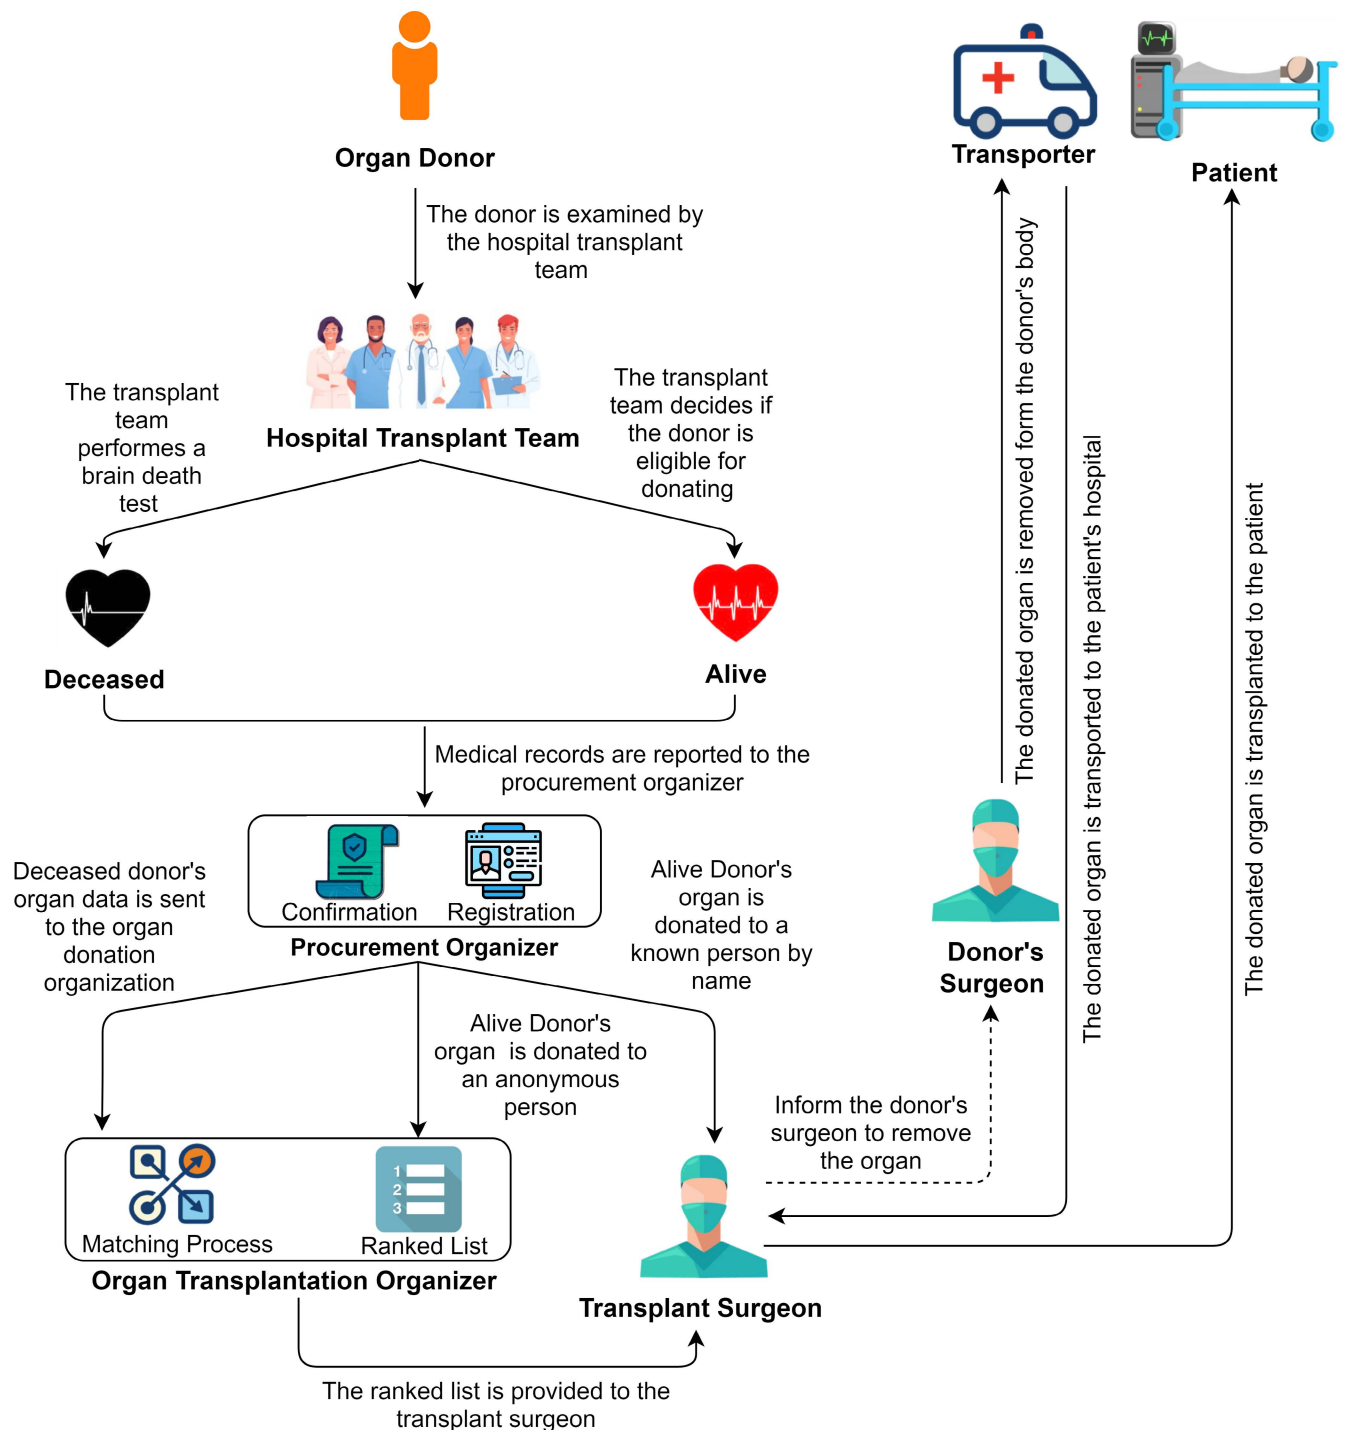 Organ Donor
The donor is examined by
the hospital transplant
team
Transporter
Patient
The transplant
team
performes a
brain death
test
Hospital Transplant Team
The transplant
team decides if
the donor is
eligible for
donating
Deceased
Alive
Medical records are reported to the
procurement organizer
Confirmation
Registration
Procurement Organizer
Deceased donor's
organ data is sent
to the organ
donation
organization
Alive Donor's
organ  is donated to
an anonymous
person
Alive Donor's
organ is
donated to a
known person by
name
1
2
3
Matching Process
Ranked List
Organ Transplantation Organizer
The ranked list is provided to the
transplant surgeon
Transplant Surgeon
Inform the donor's
surgeon to remove
the organ
Donor's
Surgeon
The donated organ is removed form the donor's body
The donated organ is transported to the patient's hospital
The donated organ is transplanted to the patient